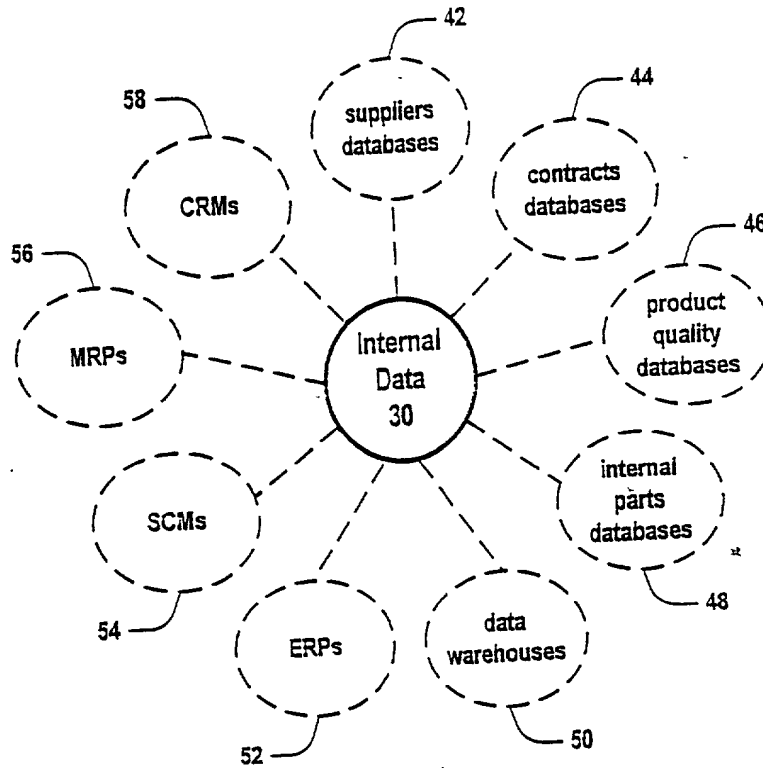 42
suppliers
databases
44
contracts
databases
58
CRMs
46
product
quality
databases
56
MRPs
Internal
Data
30
internal
parts
databases
48
SCMs
54
data
warehouses
50
ERPs
52